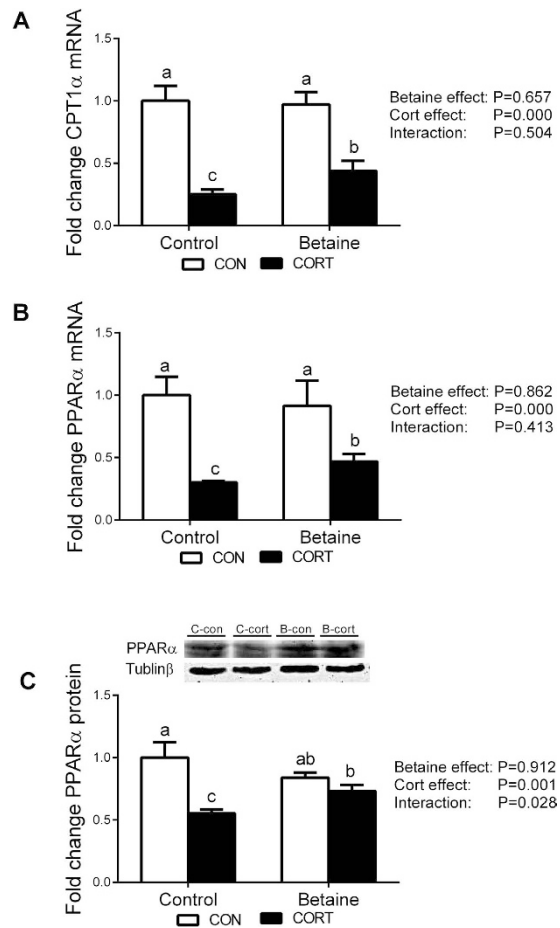 A
Fold change CPT1α mRNA
1.5
1.0
0.5
0.0
a
c
a
b
Control
Betaine
CON
CORT
Betaine effect: P=0.657
Cort effect: P=0.000
Interaction: P=0.504
B
Fold change PPARα mRNA
1.5
1.0
0.5
0.0
a
c
a
b
Control
Betaine
CON
CORT
Betaine effect: P=0.862
Cort effect: P=0.000
Interaction: P=0.413
C-con C-cort B-con B-cort
PPARα
Tublinβ
C
Fold change PPARα protein
1.5
1.0
0.5
0.0
a
c
ab
b
Control
Betaine
CON
CORT
Betaine effect: P=0.912
Cort effect: P=0.001
Interaction: P=0.028